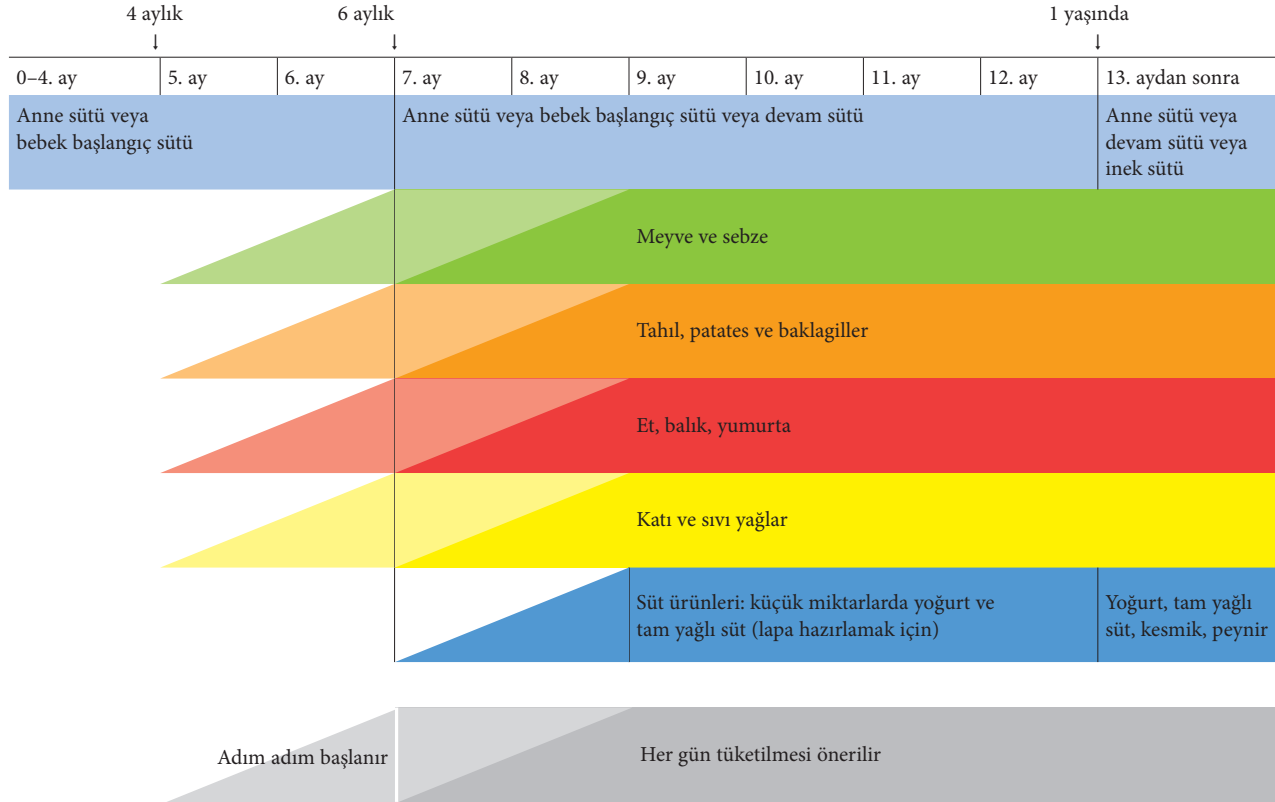 4 aylık
6 aylık
1 yaşında
0–4. ay
5. ay
6. ay
7. ay
8. ay
9. ay
10. ay
11. ay
12. ay
13. aydan sonra
Anne sütü veya
bebek başlangıç sütü
Anne sütü veya bebek başlangıç sütü veya devam sütü
Anne sütü veya
devam sütü veya
inek sütü
Meyve ve sebze
Tahıl, patates ve baklagiller
Et, balık, yumurta
Katı ve sıvı yağlar
Süt ürünleri: küçük miktarlarda yoğurt ve
tam yağlı süt (lapa hazırlamak için)
Yoğurt, tam yağlı
süt, kesmik, peynir
Adım adım başlanır
Her gün tüketilmesi önerilir